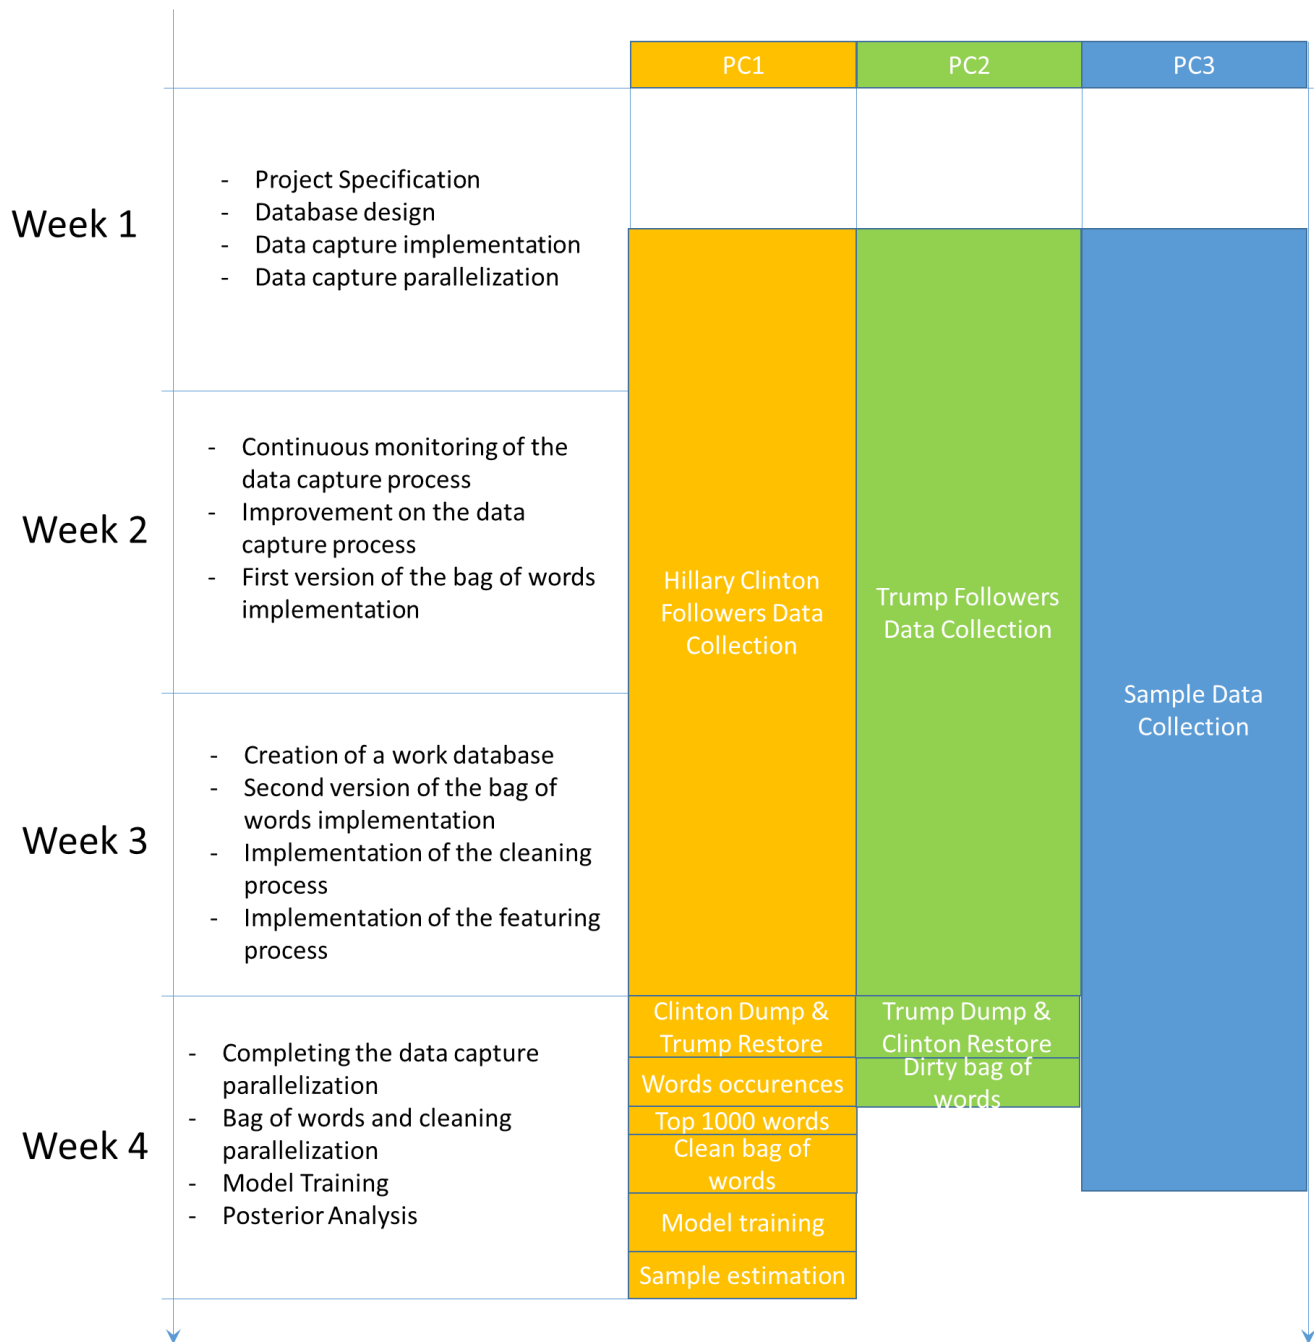 PC1
PC2
PC3
Week 1
- Project Specification
- Database design
- Data capture implementation
- Data capture parallelization
Week 2
- Continuous monitoring of the
data capture process
- Improvement on the data
capture process
- First version of the bag of words
implementation
Hillary Clinton
Followers Data
Collection
Trump Followers
Data Collection
Sample Data
Collection
Week 3
- Creation of a work database
- Second version of the bag of
words implementation
- Implementation of the cleaning
process
- Implementation of the featuring
process
Week 4
- Completing the data capture
parallelization
- Bag of words and cleaning
parallelization
- Model Training
- Posterior Analysis
Clinton Dump &
Trump Restore
Words occurences
Top 1000 words
Clean bag of
words
Model training
Sample estimation
Trump Dump &
Clinton Restore
Dirty bag of
words